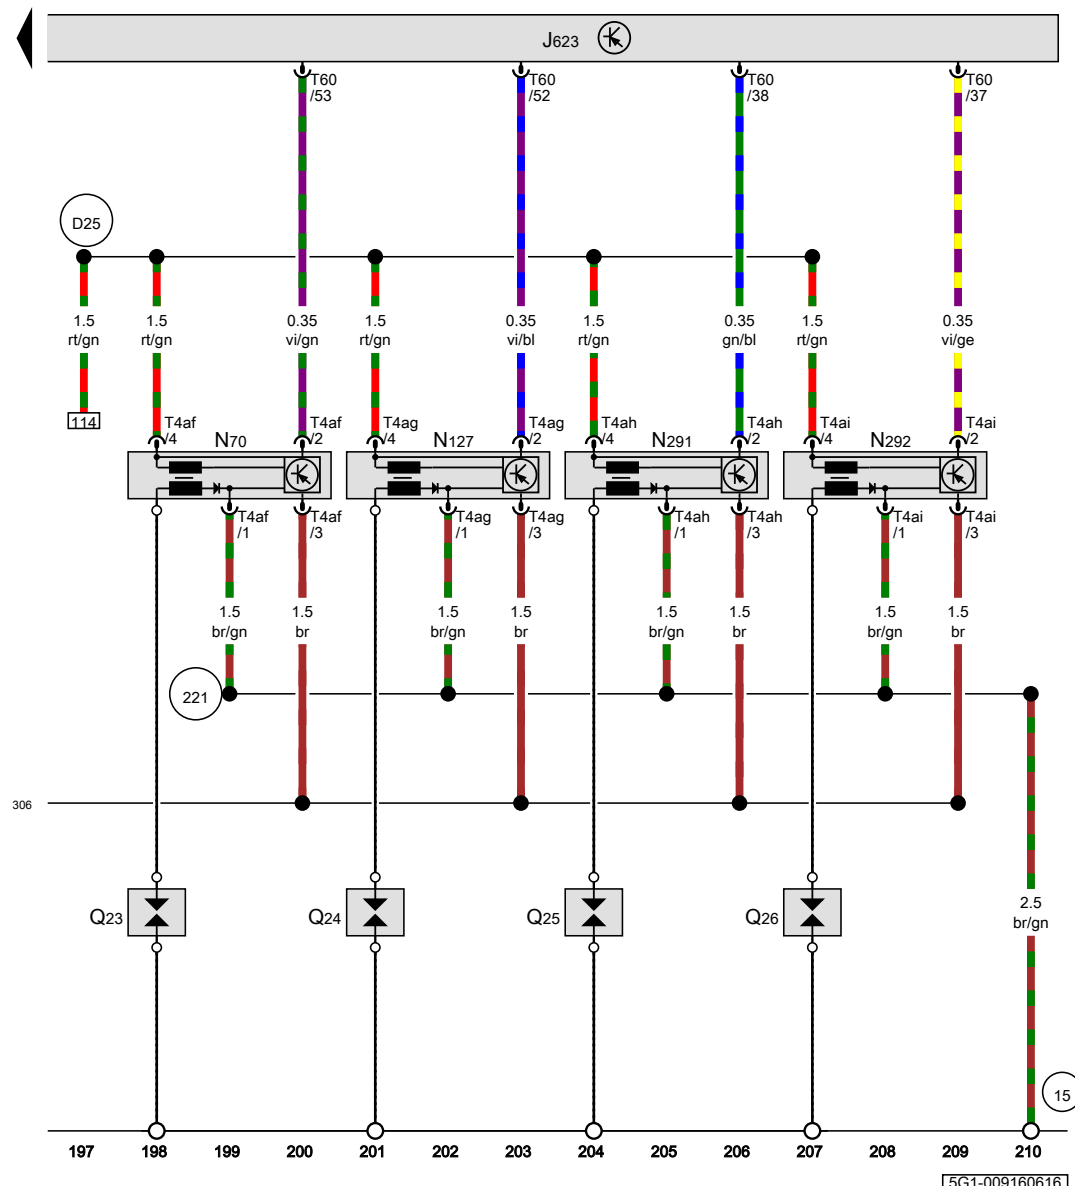 J623
T60
/53
T60
/52
T60
/38
T60
/37
D25
1.5
rt/gn
1.5
rt/gn
0.35
vi/gn
1.5
rt/gn
0.35
vi/bl
1.5
rt/gn
0.35
gn/bl
1.5
rt/gn
0.35
vi/ge
114
T4af
/4
N70
T4af
/2
T4ag
/4
N127
T4ag
/2
T4ah
/4
N291
T4ah
/2
T4ai
/4
N292
T4ai
/2
T4af
/1
T4af
/3
T4ag
/1
T4ag
/3
T4ah
/1
T4ah
/3
T4ai
/1
T4ai
/3
1.5
br/gn
1.5
br
1.5
br/gn
1.5
br
1.5
br/gn
1.5
br
1.5
br/gn
1.5
br
221
306
Q23
Q24
Q25
Q26
2.5
br/gn
15
197 198 199 200 201 202 203 204 205 206 207 208 209 210
5G1-009160616